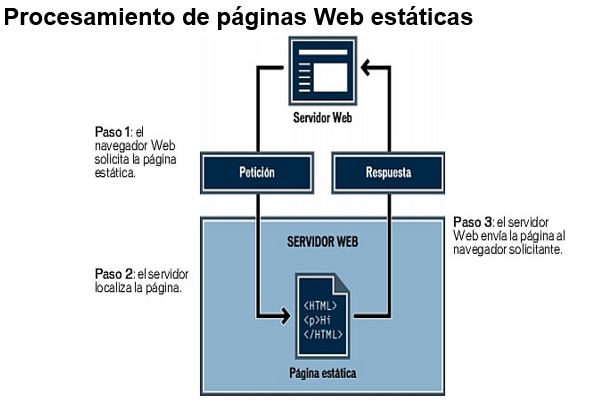 Procesamiento de páginas Web estáticas
Servidor Web
Paso 1: el
navegador Web
solicita la página
estática.
Petición
Respuesta
Paso 3: el servidor
Web envía la página al
navegador solicitante.
SERVIDOR WEB
Paso 2: el servidor
localiza la página.
<HTML>
<p>Hi
</HTML>
Página estática